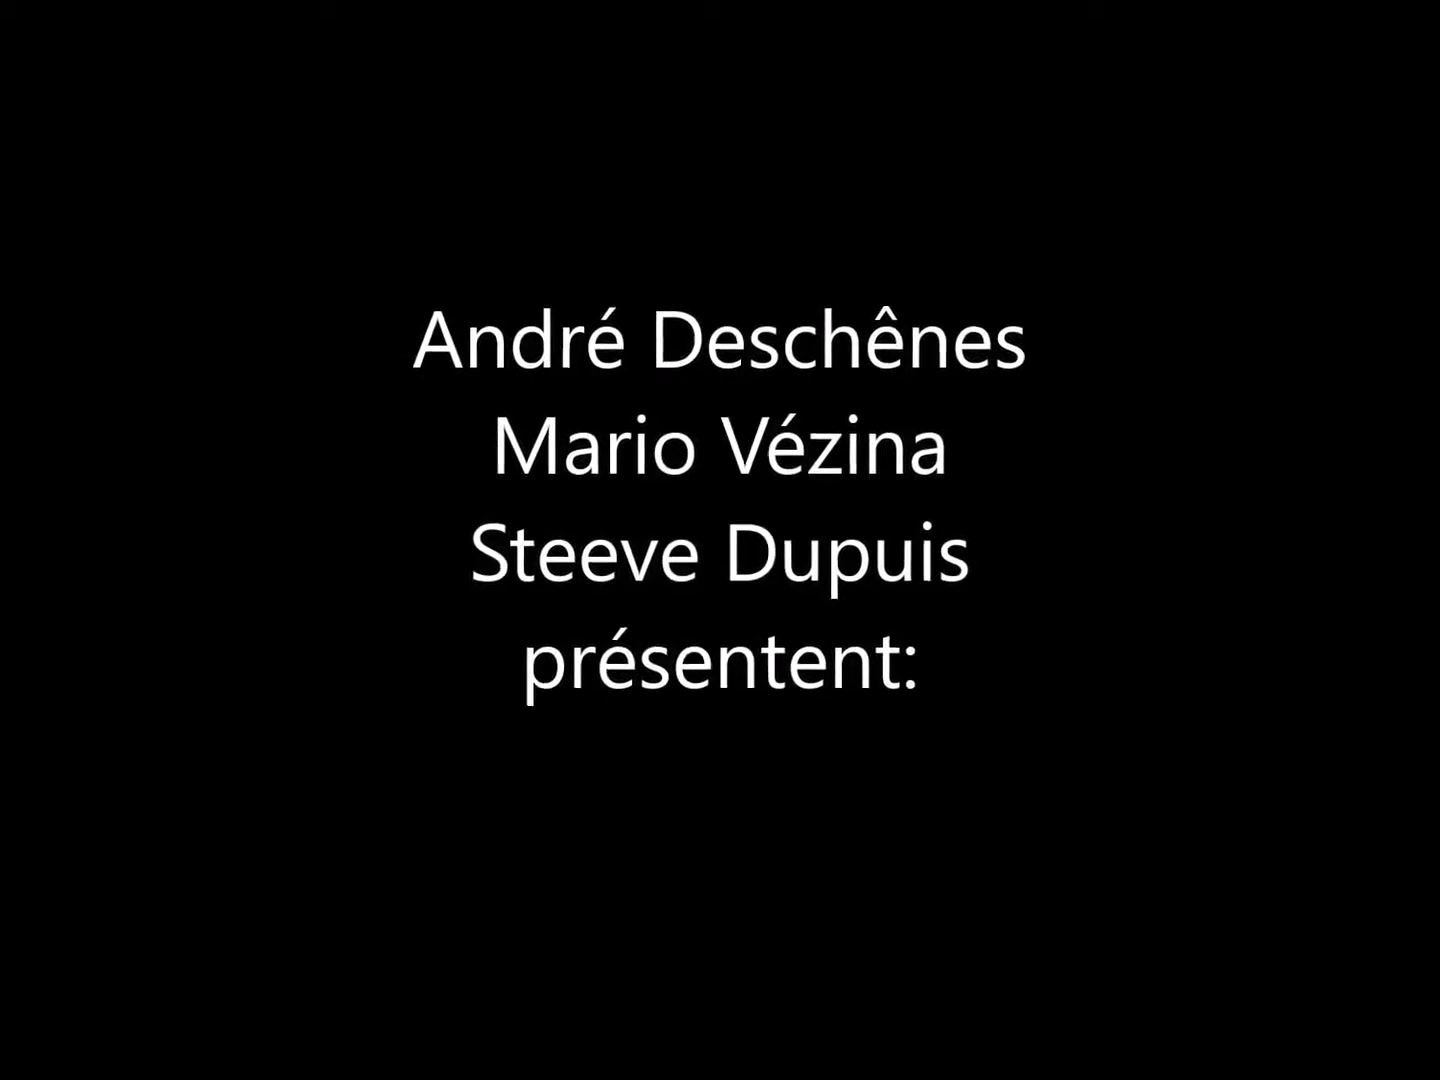 André Deschênes
Mario Vézina
Steeve Dupuis
présentent: